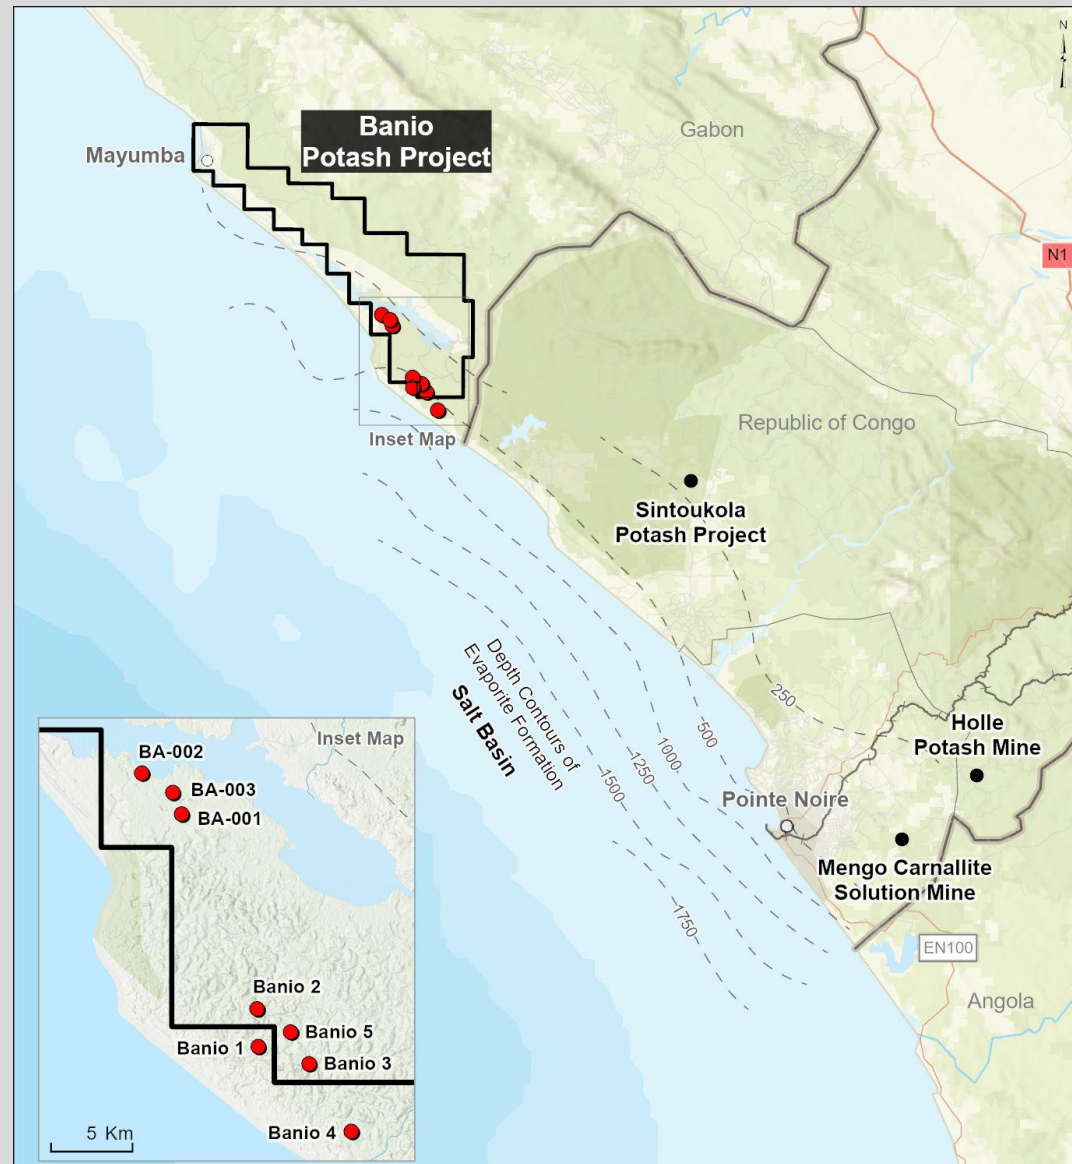 N
Banio
Potash Project
Mayumba
Gabon
N1
Inset Map
Republic of Congo
Sintoukola
Potash Project
Depth Contours of
Evaporite Formation
Salt Basin
250
500
1000
1250
1500
1750
Holle
Potash Mine
Pointe Noire
Mengo Carnallite
Solution Mine
EN100
Angola
Inset Map
BA-002
BA-003
BA-001
Banio 2
Banio 5
Banio 1
Banio 3
Banio 4
5 Km